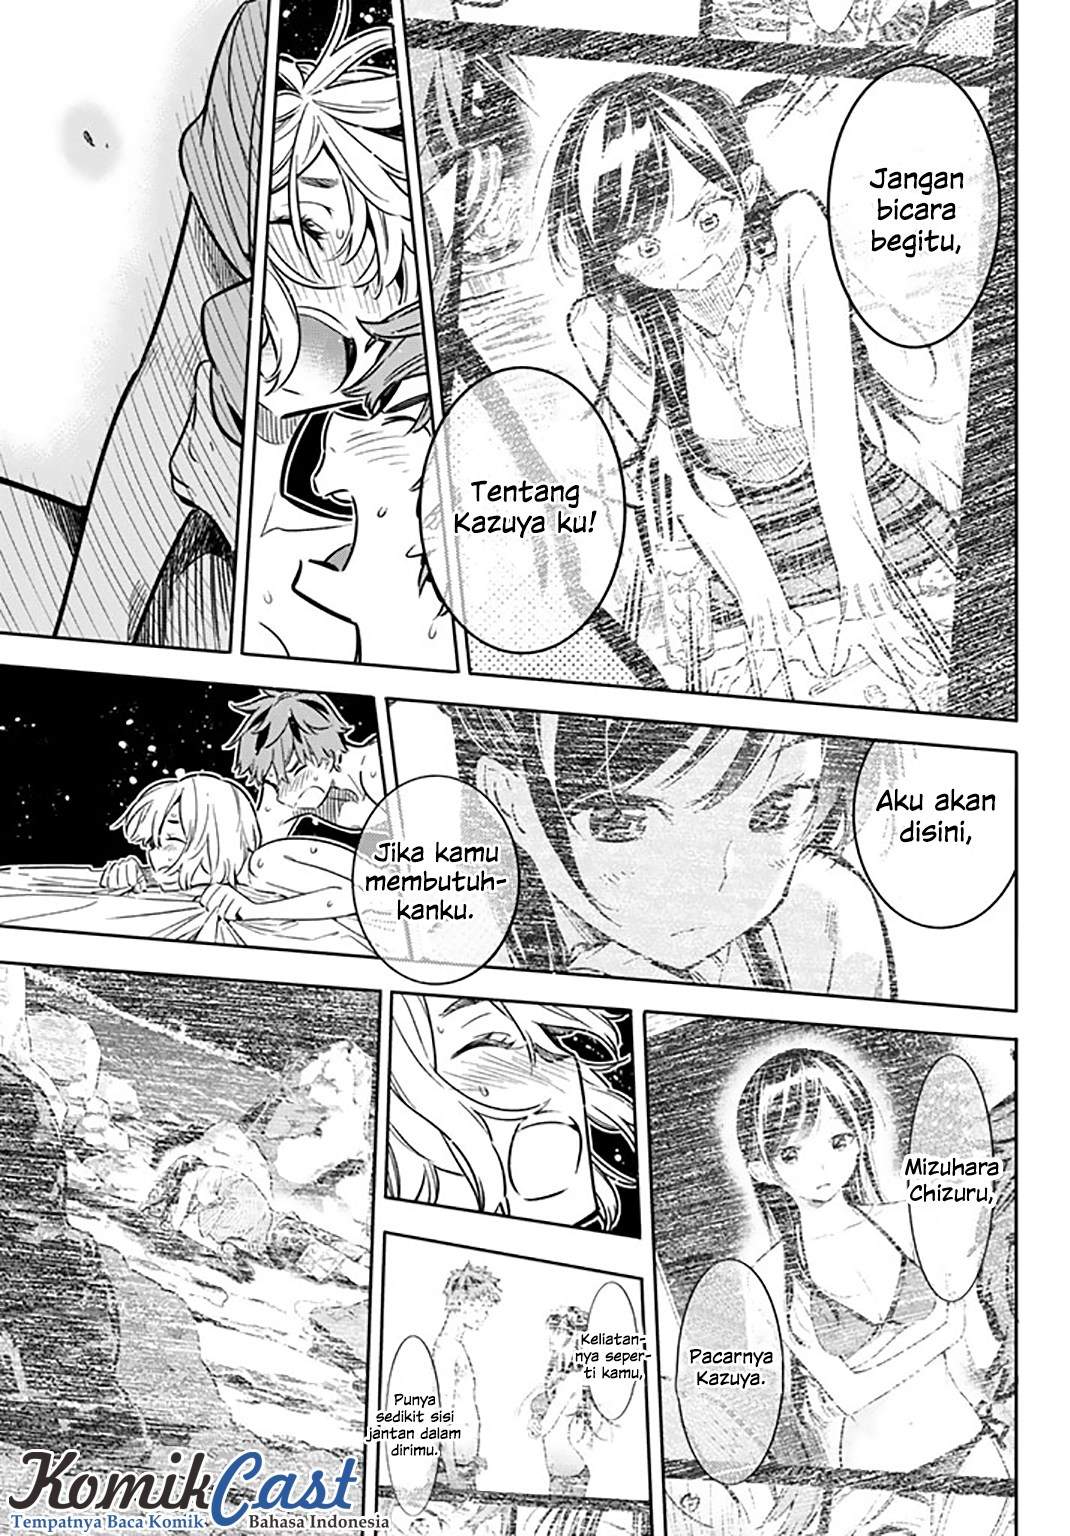 Jangan
bicara
begitu,
Tentang
Kazuya ku!
Aku akan
disini,
Jika kamu
membutuh-
kanku.
Mizuhara
Chizuru,
Pacarnya
Kazuya.
Keliatan-
nya seper-
ti kamu,
Punya
sedikit sisi
jantan dalam
dirimu.
KomikCast
Tempatnya Baca Komik Bahasa Indonesia